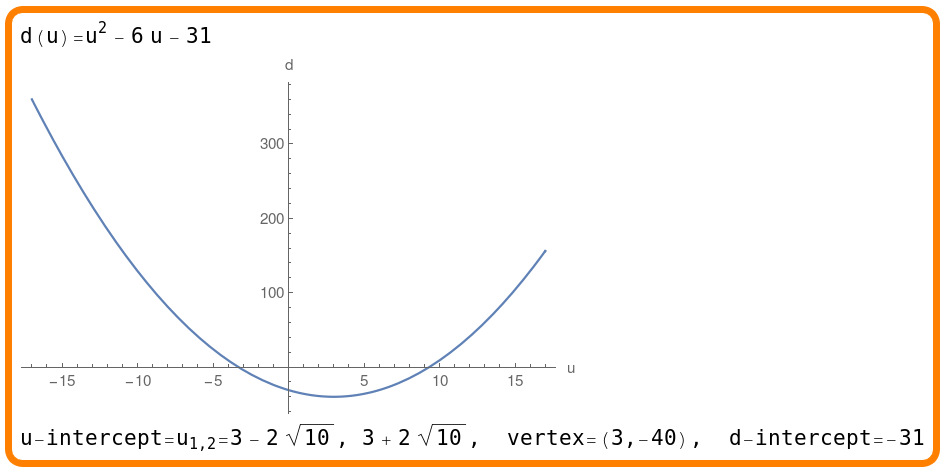 d(u)=u² − 6 u − 31
d
300
200
100
−15 −10 −5 5 10 15 u
u−intercept=u₁,₂=3 − 2 √10 , 3 + 2 √10 , vertex=(3,−40), d−intercept=−31